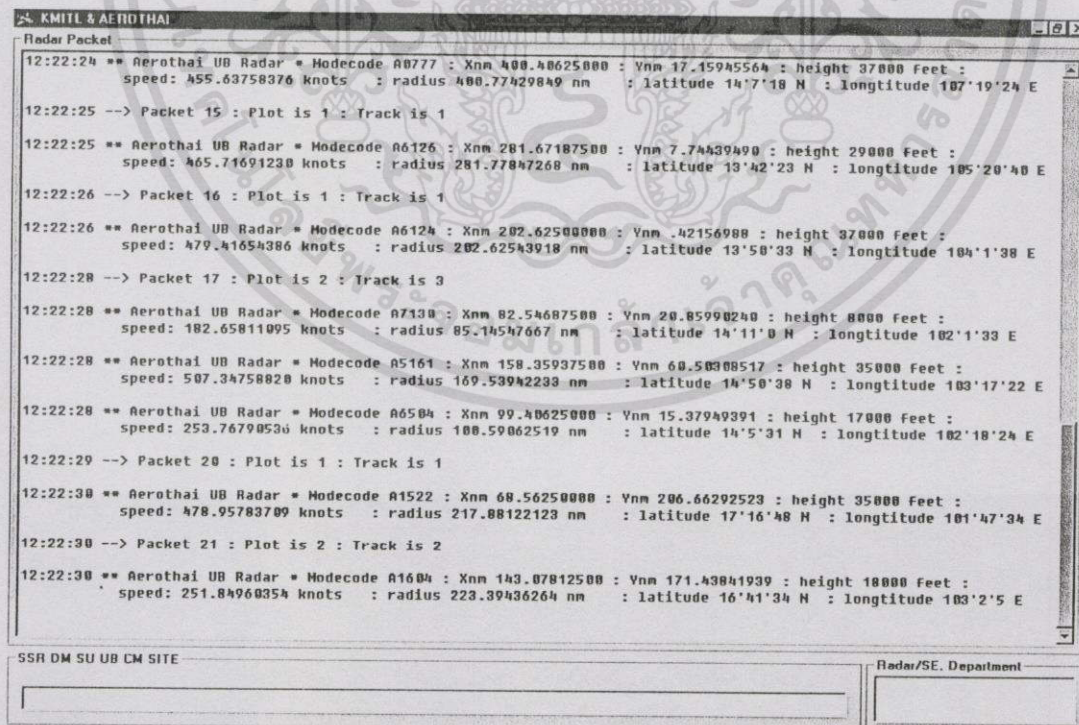 KMITL & AEROTHAI
Radar Packet
12:22:24 ** Aerothai UB Radar * Modecode A0777 : Xnm 400.40625000 : Ynm 17.15945564 : height 37000 Feet :
speed: 455.63758376 knots : radius 400.77429849 nm : latitude 14'7'18 N : longtitude 107'19'24 E
12:22:25 --> Packet 15 : Plot is 1 : Track is 1
12:22:25 ** Aerothai UB Radar * Modecode A6126 : Xnm 281.67187500 : Ynm 7.74439490 : height 29000 Feet :
speed: 465.71691230 knots : radius 281.77847268 nm : latitude 13'42'23 N : longtitude 105'20'40 E
12:22:26 --> Packet 16 : Plot is 1 : Track is 1
12:22:26 ** Aerothai UB Radar * Modecode A6124 : Xnm 202.62500000 : Ynm .42156988 : height 37000 Feet :
speed: 479.41654386 knots : radius 202.62543918 nm : latitude 13'50'33 N : longtitude 104'1'38 E
12:22:28 --> Packet 17 : Plot is 2 : Track is 3
12:22:28 ** Aerothai UB Radar * Modecode A7130 : Xnm 82.54687500 : Ynm 20.85990240 : height 8000 Feet :
speed: 182.65811095 knots : radius 85.14547667 nm : latitude 14'11'0 N : longtitude 102'1'33 E
12:22:28 ** Aerothai UB Radar * Modecode A5161 : Xnm 158.35937500 : Ynm 60.50308517 : height 35000 Feet :
speed: 507.34758820 knots : radius 169.53942233 nm : latitude 14'50'38 N : longtitude 103'17'22 E
12:22:28 ** Aerothai UB Radar * Modecode A6504 : Xnm 99.40625000 : Ynm 15.37949391 : height 17000 Feet :
speed: 253.76790536 knots : radius 100.59062519 nm : latitude 14'5'31 N : longtitude 102'18'24 E
12:22:29 --> Packet 20 : Plot is 1 : Track is 1
12:22:30 ** Aerothai UB Radar * Modecode A1522 : Xnm 68.56250000 : Ynm 206.66292523 : height 35000 Feet :
speed: 478.95783709 knots : radius 217.88122123 nm : latitude 17'16'48 N : longtitude 101'47'34 E
12:22:30 --> Packet 21 : Plot is 2 : Track is 2
12:22:30 ** Aerothai UB Radar * Modecode A1604 : Xnm 143.07812500 : Ynm 171.43841939 : height 18000 Feet :
speed: 251.84960354 knots : radius 223.39436264 nm : latitude 16'41'34 N : longtitude 103'2'5 E
SSR DM SU UB CM SITE
Radar/SE. Department